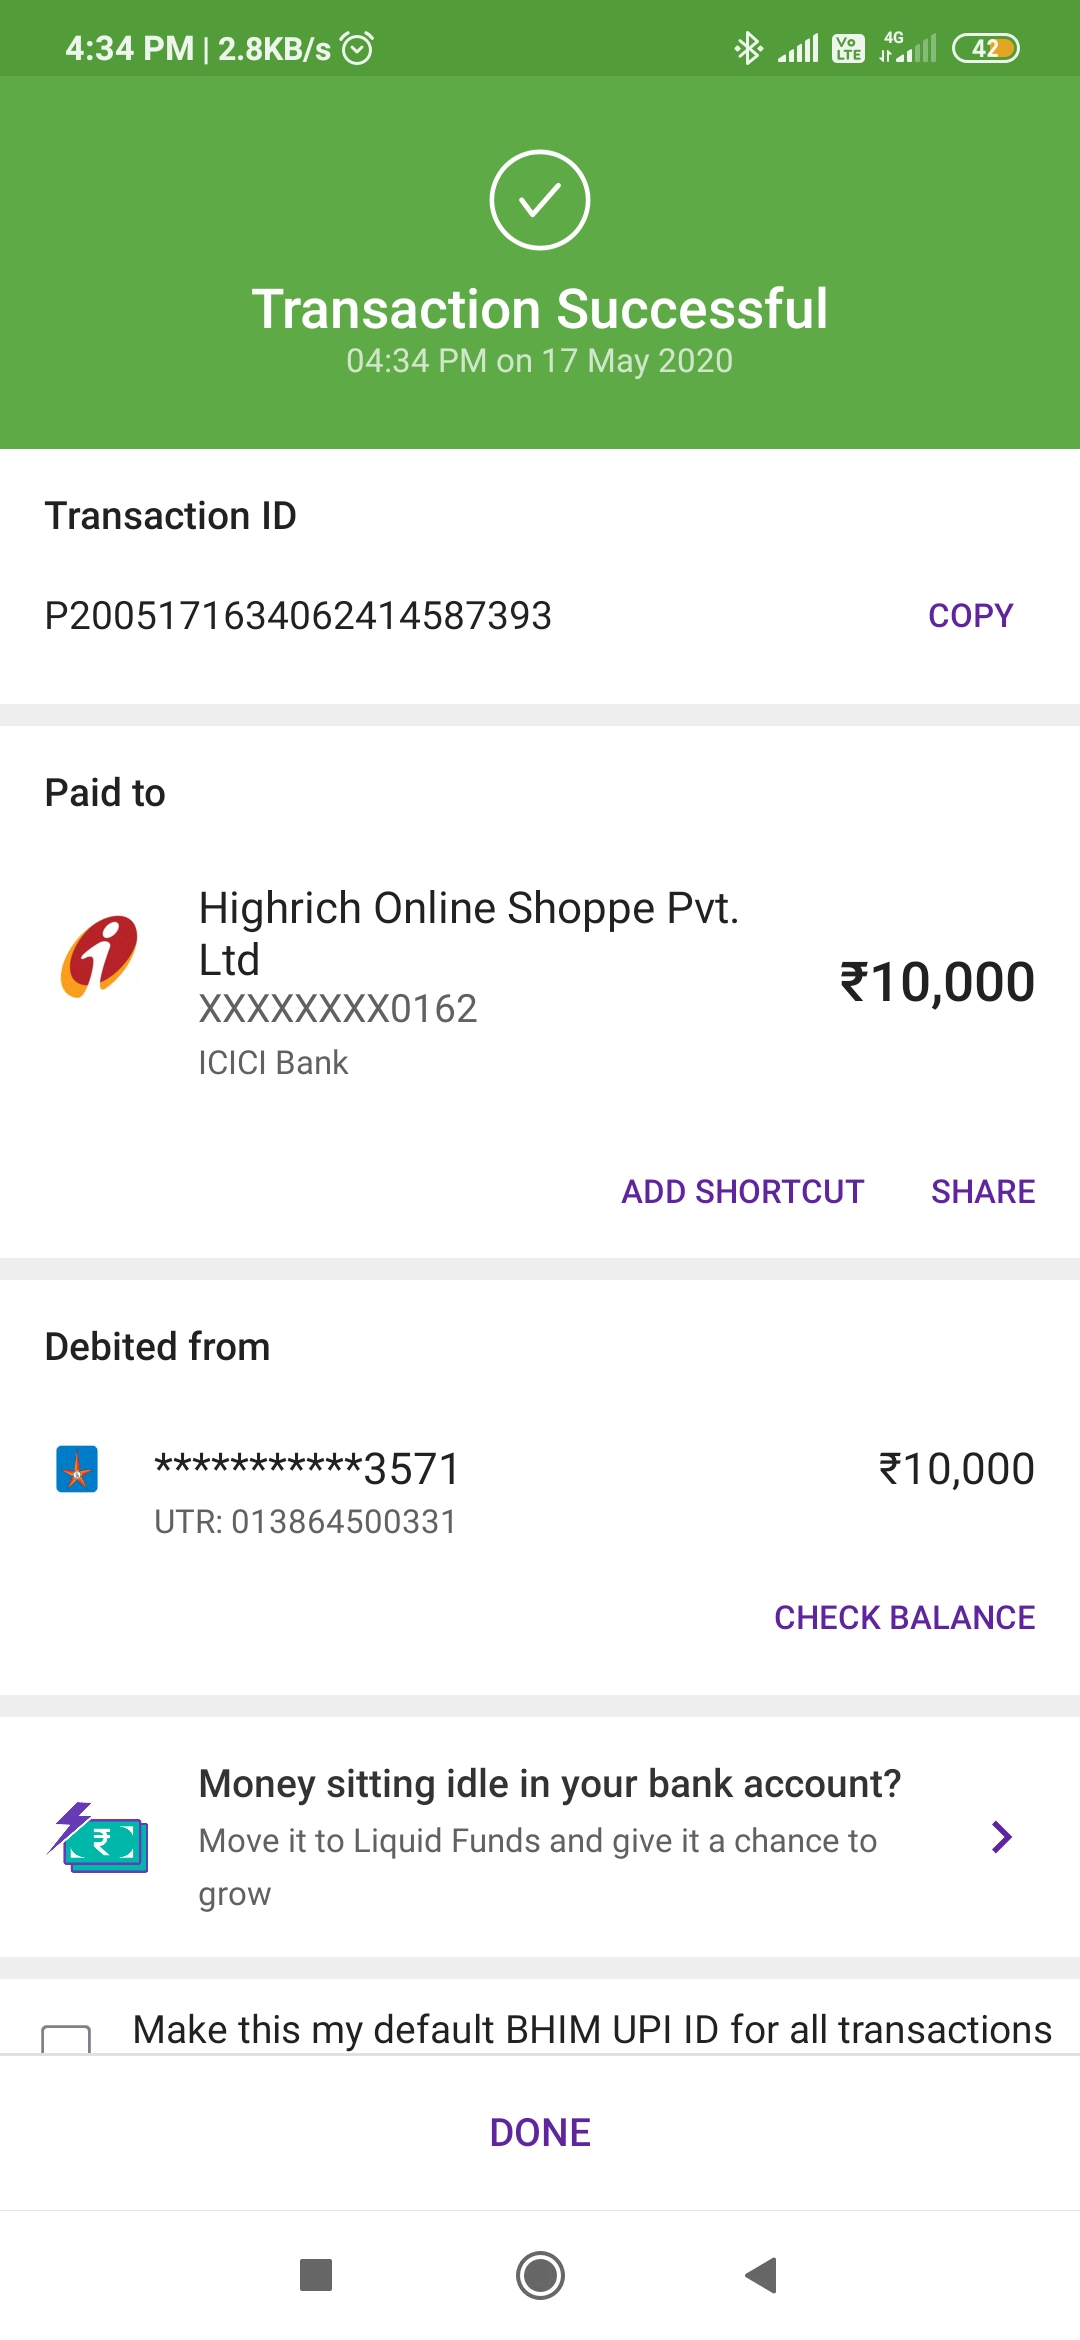 4:34 PM | 2.8KB/s
Vo LTE 4G 42
Transaction Successful
04:34 PM on 17 May 2020
Transaction ID
P2005171634062414587393
COPY
Paid to
Highrich Online Shoppe Pvt.
Ltd
XXXXXXXX0162
ICICI Bank
₹10,000
ADD SHORTCUT SHARE
Debited from
***********3571 ₹10,000
UTR: 013864500331
CHECK BALANCE
Money sitting idle in your bank account?
Move it to Liquid Funds and give it a chance to
grow
Make this my default BHIM UPI ID for all transactions
DONE